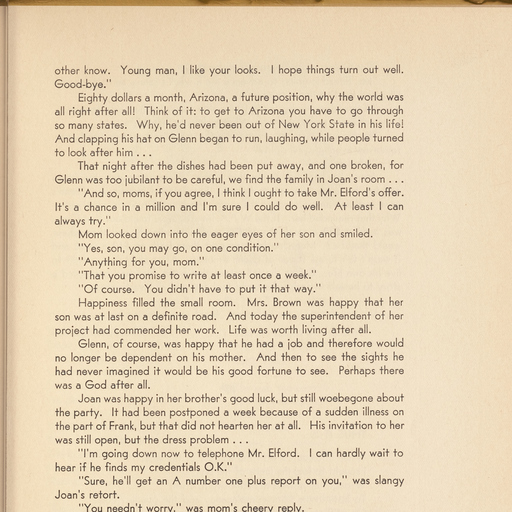 other know. Young man, I like your looks. I hope things turn out well.
Good-bye."
Eighty dollars a month, Arizona, a future position, why the world was
all right after all! Think of it: to get to Arizona you have to go through
so many states. Why, he'd never been out of New York State in his life!
And clapping his hat on Glenn began to run, laughing, while people turned
to look after him . . .
That night after the dishes had been put away, and one broken, for
Glenn was too jubilant to be careful, we find the family in Joan's room . . .
"And so, moms, if you agree, I think I ought to take Mr. Elford's offer.
It's a chance in a million and I'm sure I could do well. At least I can
always try."
Mom looked down into the eager eyes of her son and smiled.
"Yes, son, you may go, on one condition."
"Anything for you, mom."
"That you promise to write at least once a week."
"Of course. You didn't have to put it that way."
Happiness filled the small room. Mrs. Brown was happy that her
son was at last on a definite road. And today the superintendent of her
project had commended her work. Life was worth living after all.
Glenn, of course, was happy that he had a job and therefore would
no longer be dependent on his mother. And then to see the sights he
had never imagined it would be his good fortune to see. Perhaps there
was a God after all.
Joan was happy in her brother's good luck, but still woebegone about
the party. It had been postponed a week because of a sudden illness on
the part of Frank, but that did not hearten her at all. His invitation to her
was still open, but the dress problem . . .
"I'm going down now to telephone Mr. Elford. I can hardly wait to
hear if he finds my credentials O.K."
"Sure, he'll get an A number one plus report on you," was slangy
Joan's retort.
"You needn't worry," was mom's cheery reply.